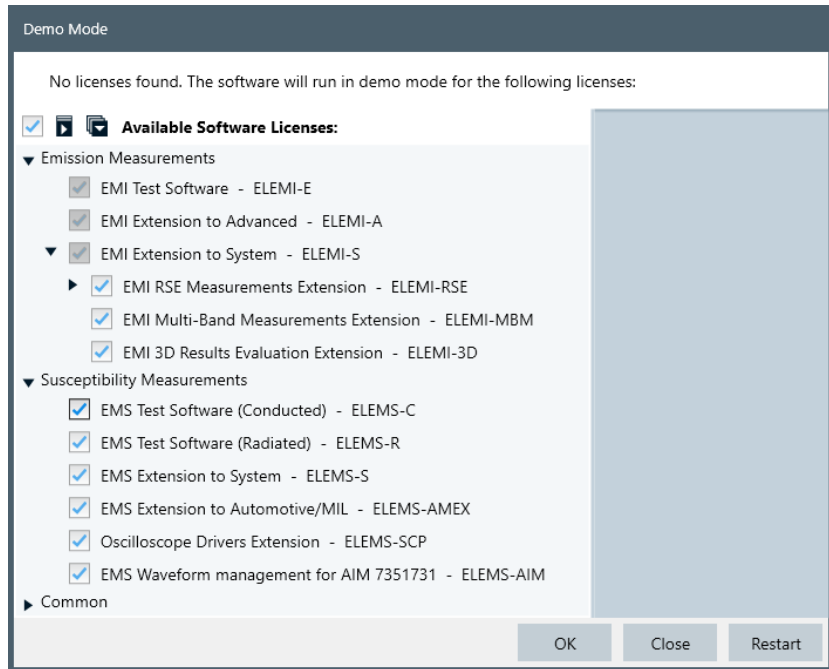 Demo Mode
No licenses found. The software will run in demo mode for the following licenses:
Available Software Licenses:
Emission Measurements
EMI Test Software - ELEMI-E
EMI Extension to Advanced - ELEMI-A
EMI Extension to System - ELEMI-S
EMI RSE Measurements Extension - ELEMI-RSE
EMI Multi-Band Measurements Extension - ELEMI-MBM
EMI 3D Results Evaluation Extension - ELEMI-3D
Susceptibility Measurements
EMS Test Software (Conducted) - ELEMS-C
EMS Test Software (Radiated) - ELEMS-R
EMS Extension to System - ELEMS-S
EMS Extension to Automotive/MIL - ELEMS-AMEX
Oscilloscope Drivers Extension - ELEMS-SCP
EMS Waveform management for AIM 7351731 - ELEMS-AIM
Common
OK Close Restart